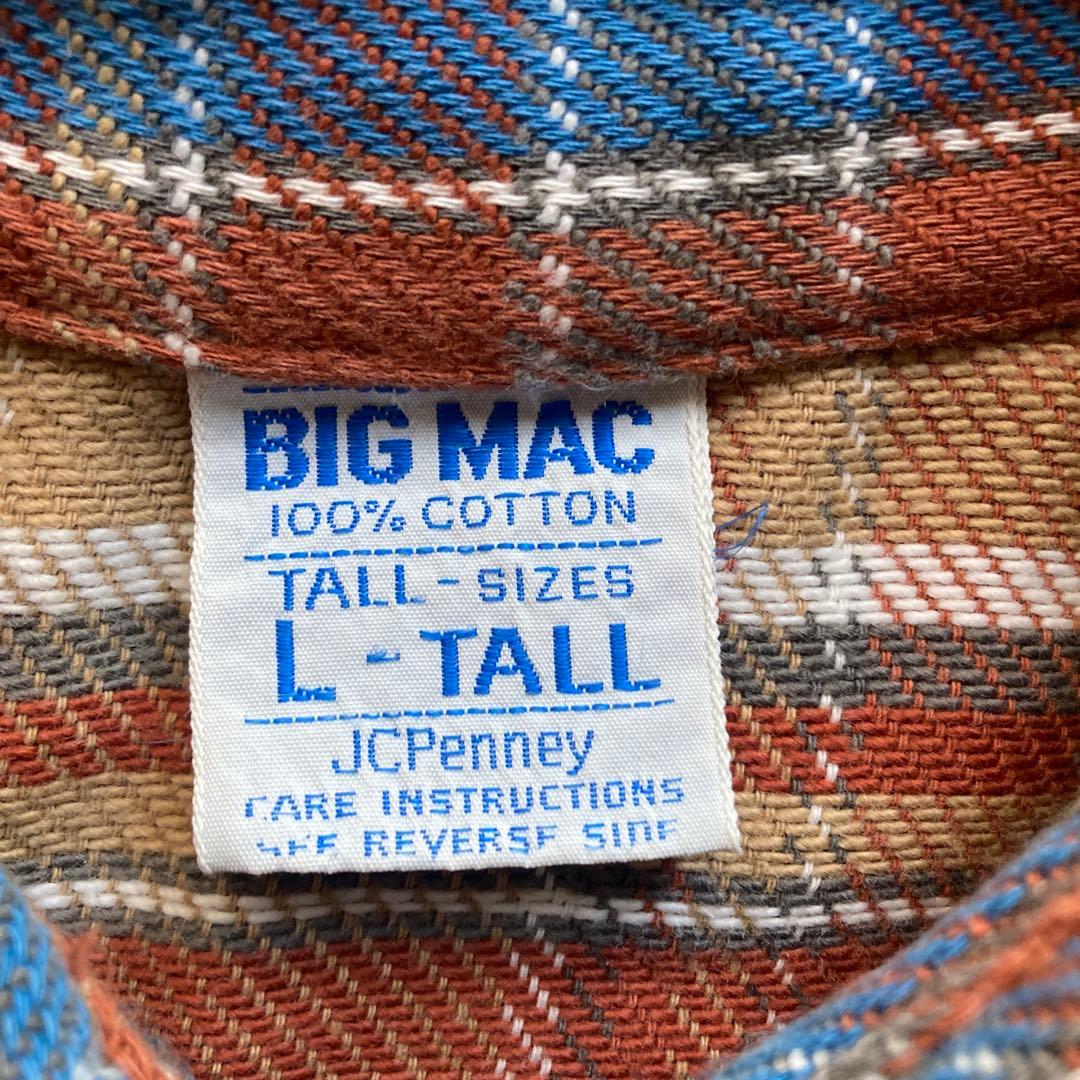 BIG MAC
100% COTTON
TALL - SIZES
L - TALL
JCPenney
CARE INSTRUCTIONS
SEE REVERSE SIDE